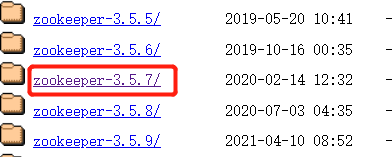 zookeeper-3.5.5/ 2019-05-20 10:41 -
zookeeper-3.5.6/ 2019-10-16 00:35 -
zookeeper-3.5.7/ 2020-02-14 12:32 -
zookeeper-3.5.8/ 2020-07-03 04:35 -
zookeeper-3.5.9/ 2021-04-10 08:52 -